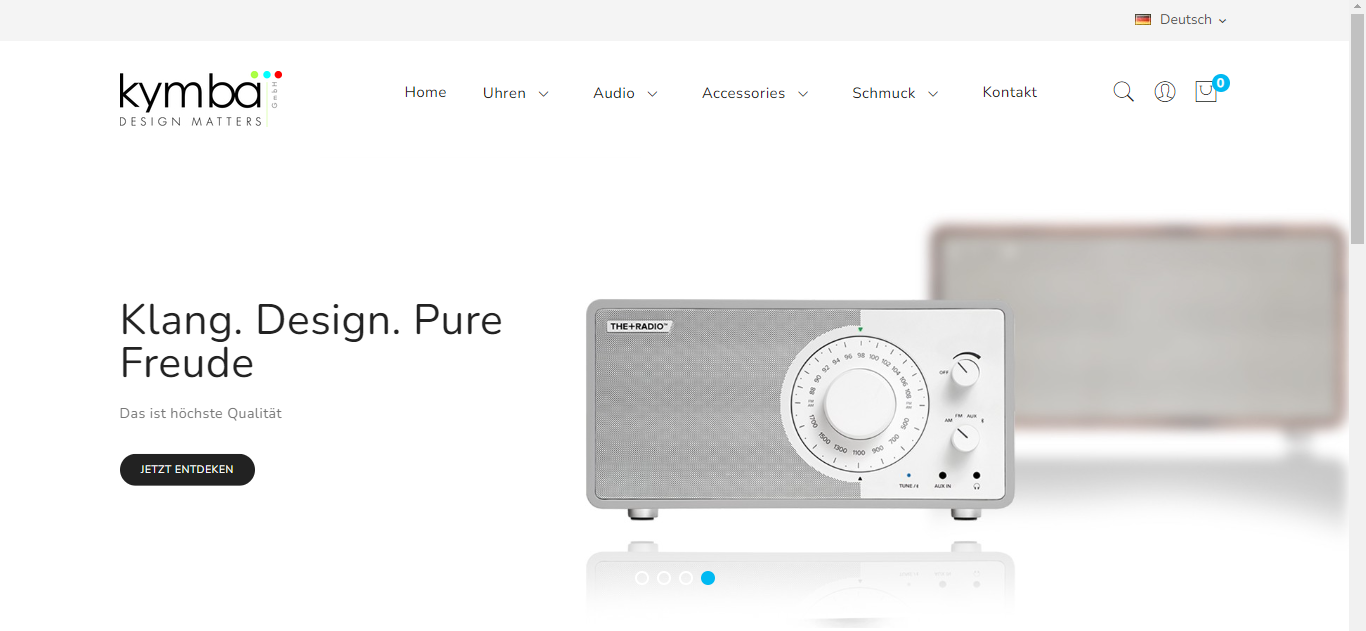 Deutsch
kymba GmbH
DESIGN MATTERS
Home Uhren Audio Accessories Schmuck Kontakt
0
Klang. Design. Pure
Freude
Das ist höchste Qualität
JETZT ENTDEKEN
THE+RADIO™
88 90 92 94 96 98 100 102 104 106 108
1700 1500 1300 1100 900 700 500
OFF
AM FM AUX
TUNE/ AUX IN